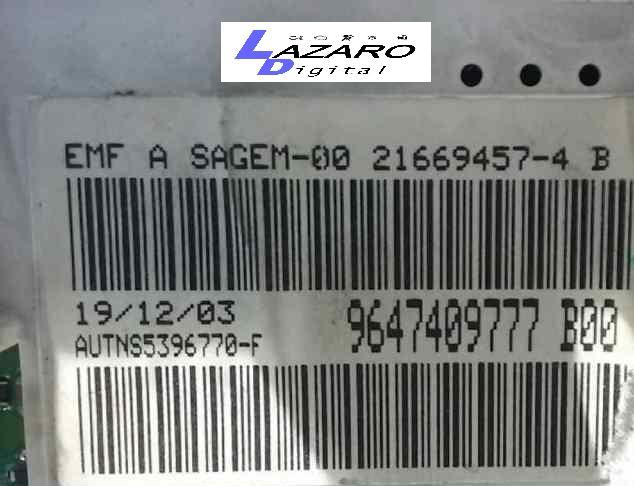 LAZARO
Digital
EMF A SAGEM-00 21669457-4 B
19/12/03
9647409777 B00
AUTNS5396770-F